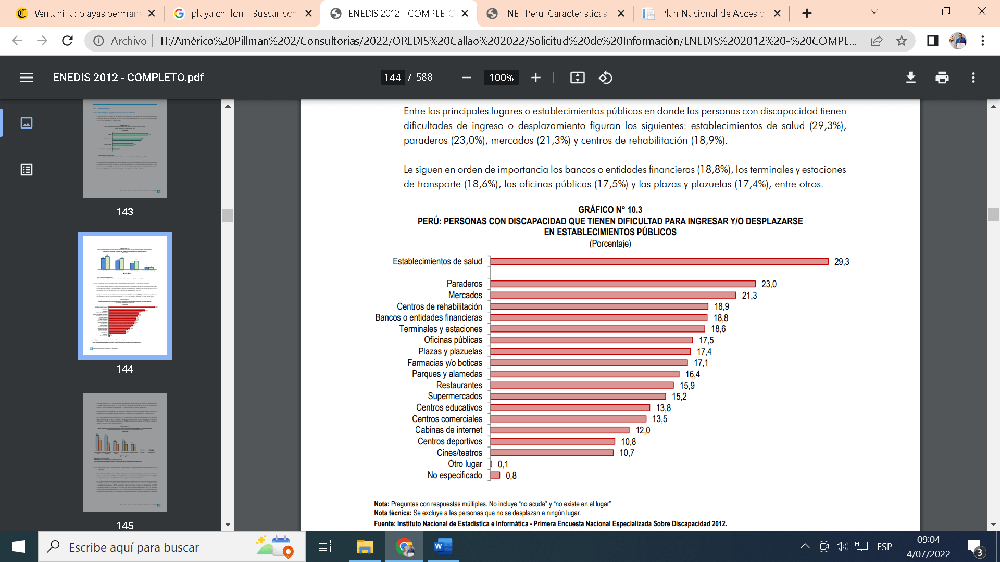 Ventanilla: playas permane
playa chillon - Buscar con
ENEDIS 2012 - COMPLETO
INEI-Peru-Caracteristicas-
Plan Nacional de Accesibi
Archivo
H:/Américo%20Pillman%202/Consultorias/2022/OREDIS%20Callao%202022/Solicitud%20de%20Información/ENEDIS%202012%20-%20COMPL...
ENEDIS 2012 - COMPLETO.pdf
144 / 588
100%
143
144
145
Entre los principales lugares o establecimientos públicos en donde las personas con discapacidad tienen
dificultades de ingreso o desplazamiento figuran los siguientes: establecimientos de salud (29,3%),
paraderos (23,0%), mercados (21,3%) y centros de rehabilitación (18,9%).
Le siguen en orden de importancia los bancos o entidades financieras (18,8%), los terminales y estaciones
de transporte (18,6%), las oficinas públicas (17,5%) y las plazas y plazuelas (17,4%), entre otros.
GRÁFICO N° 10.3
PERÚ: PERSONAS CON DISCAPACIDAD QUE TIENEN DIFICULTAD PARA INGRESAR Y/O DESPLAZARSE
EN ESTABLECIMIENTOS PÚBLICOS
(Porcentaje)
Establecimientos de salud 29,3
Paraderos 23,0
Mercados 21,3
Centros de rehabilitación 18,9
Bancos o entidades financieras 18,8
Terminales y estaciones 18,6
Oficinas públicas 17,5
Plazas y plazuelas 17,4
Farmacias y/o boticas 17,1
Parques y alamedas 16,4
Restaurantes 15,9
Supermercados 15,2
Centros educativos 13,8
Centros comerciales 13,5
Cabinas de internet 12,0
Centros deportivos 10,8
Cines/teatros 10,7
Otro lugar 0,1
No especificado 0,8
Nota: Preguntas con respuestas múltiples. No incluye “no acude” y “no existe en el lugar”
Nota técnica: Se excluye a las personas que no se desplazan a ningún lugar.
Fuente: Instituto Nacional de Estadística e Informática - Primera Encuesta Nacional Especializada Sobre Discapacidad 2012.
Escribe aquí para buscar
W
ESP
09:04
4/07/2022
3